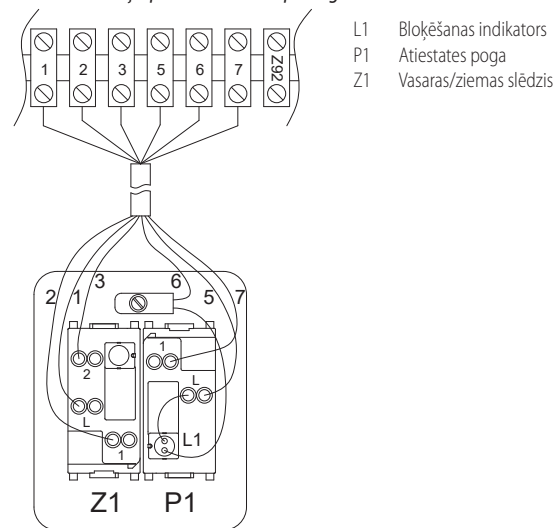 L1 Bloķēšanas indikators
P1 Atiestates poga
Z1 Vasaras/ziemas slēdzis
1 2 3 5 6 7 Z92
2 1 3 6 5 7
1
2
L
L
1
L1
Z1 P1